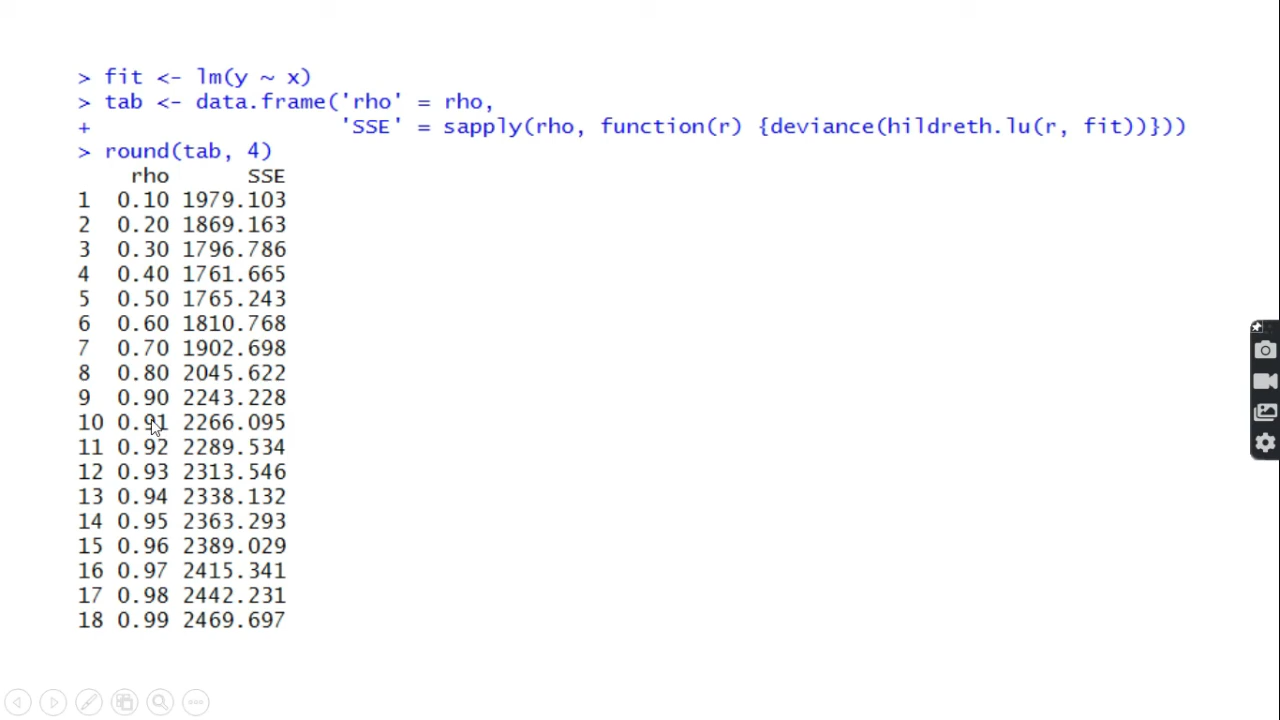 > fit <- lm(y ~ x)
> tab <- data.frame('rho' = rho,
+ 'SSE' = sapply(rho, function(r) {deviance(hildreth.lu(r, fit))}))
> round(tab, 4)
rho SSE
1 0.10 1979.103
2 0.20 1869.163
3 0.30 1796.786
4 0.40 1761.665
5 0.50 1765.243
6 0.60 1810.768
7 0.70 1902.698
8 0.80 2045.622
9 0.90 2243.228
10 0.91 2266.095
11 0.92 2289.534
12 0.93 2313.546
13 0.94 2338.132
14 0.95 2363.293
15 0.96 2389.029
16 0.97 2415.341
17 0.98 2442.231
18 0.99 2469.697